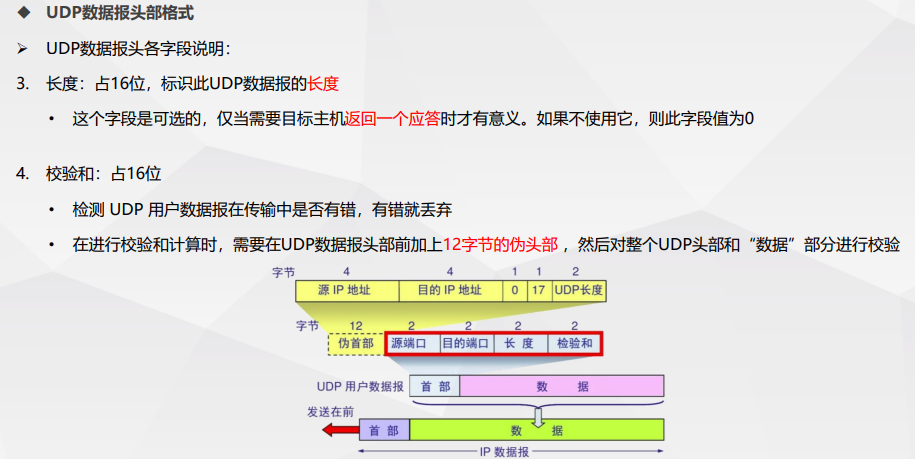 ◆ UDP数据报头部格式
➢ UDP数据报头各字段说明：
3. 长度：占16位，标识此UDP数据报的长度
• 这个字段是可选的，仅当需要目标主机返回一个应答时才有意义。如果不使用它，则此字段值为0
4. 校验和：占16位
• 检测 UDP 用户数据报在传输中是否有错，有错就丢弃
• 在进行校验和计算时，需要在UDP数据报头部前加上12字节的伪头部 ，然后对整个UDP头部和“数据”部分进行校验
字节 4 4 1 1 2
源 IP 地址 目的 IP 地址 0 17 UDP长度
字节 12 2 2 2 2
伪首部 源端口 目的端口 长 度 检验和
UDP 用户数据报 首 部 数 据
发送在前
首 部 数 据
IP 数据报